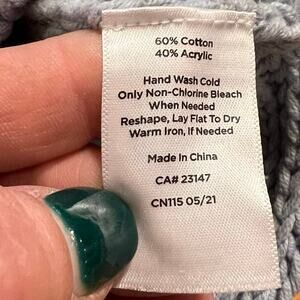 60% Cotton
40% Acrylic
Hand Wash Cold
Only Non-Chlorine Bleach
When Needed
Reshape, Lay Flat To Dry
Warm Iron, If Needed
Made in China
CA# 23147
CN115 05/21